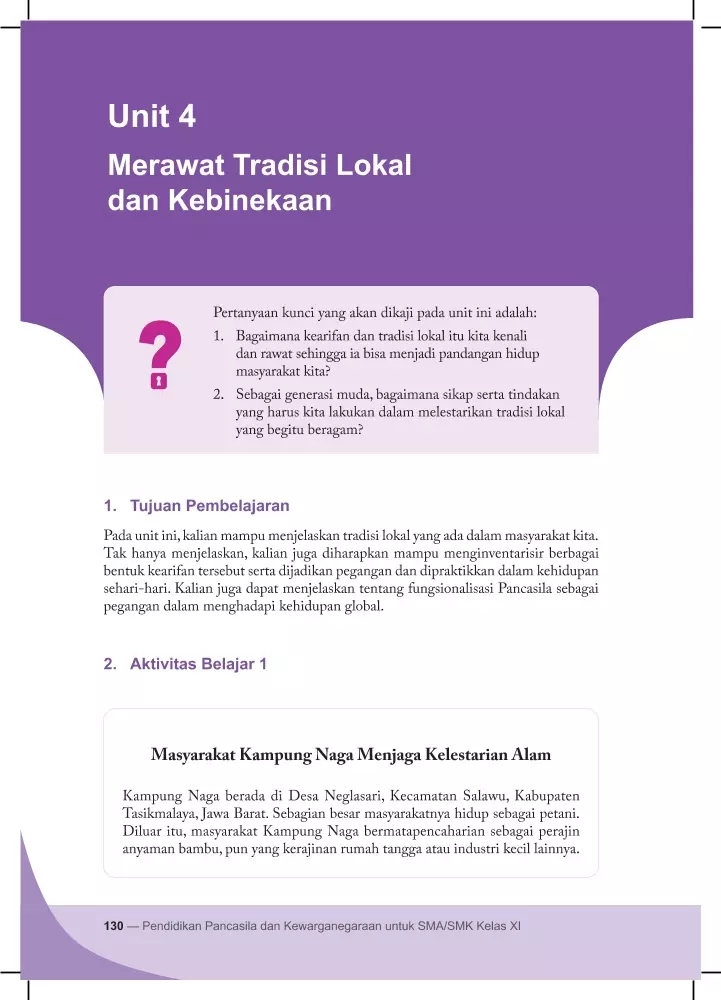 Unit 4
Merawat Tradisi Lokal
dan Kebinekaan
?
Pertanyaan kunci yang akan dikaji pada unit ini adalah:
1. Bagaimana kearifan dan tradisi lokal itu kita kenali
dan rawat sehingga ia bisa menjadi pandangan hidup
masyarakat kita?
2. Sebagai generasi muda, bagaimana sikap serta tindakan
yang harus kita lakukan dalam melestarikan tradisi lokal
yang begitu beragam?
1. Tujuan Pembelajaran
Pada unit ini, kalian mampu menjelaskan tradisi lokal yang ada dalam masyarakat kita.
Tak hanya menjelaskan, kalian juga diharapkan mampu menginventarisir berbagai
bentuk kearifan tersebut serta dijadikan pegangan dan dipraktikkan dalam kehidupan
sehari-hari. Kalian juga dapat menjelaskan tentang fungsionalisasi Pancasila sebagai
pegangan dalam menghadapi kehidupan global.
2. Aktivitas Belajar 1
Masyarakat Kampung Naga Menjaga Kelestarian Alam
Kampung Naga berada di Desa Neglasari, Kecamatan Salawu, Kabupaten
Tasikmalaya, Jawa Barat. Sebagian besar masyarakatnya hidup sebagai petani.
Diluar itu, masyarakat Kampung Naga bermatapencaharian sebagai perajin
anyaman bambu, pun yang kerajinan rumah tangga atau industri kecil lainnya.
130 — Pendidikan Pancasila dan Kewarganegaraan untuk SMA/SMK Kelas XI